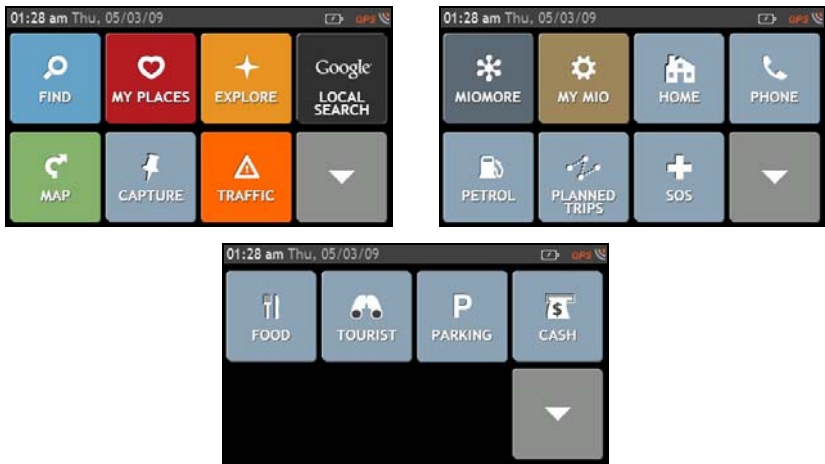 01:28 am Thu, 05/03/09 GPS
FIND MY PLACES EXPLORE Google LOCAL SEARCH
MAP CAPTURE TRAFFIC
01:28 am Thu, 05/03/09 GPS
MIOMORE MY MIO HOME PHONE
PETROL PLANNED TRIPS SOS
01:28 am Thu, 05/03/09 GPS
FOOD TOURIST P PARKING $ CASH